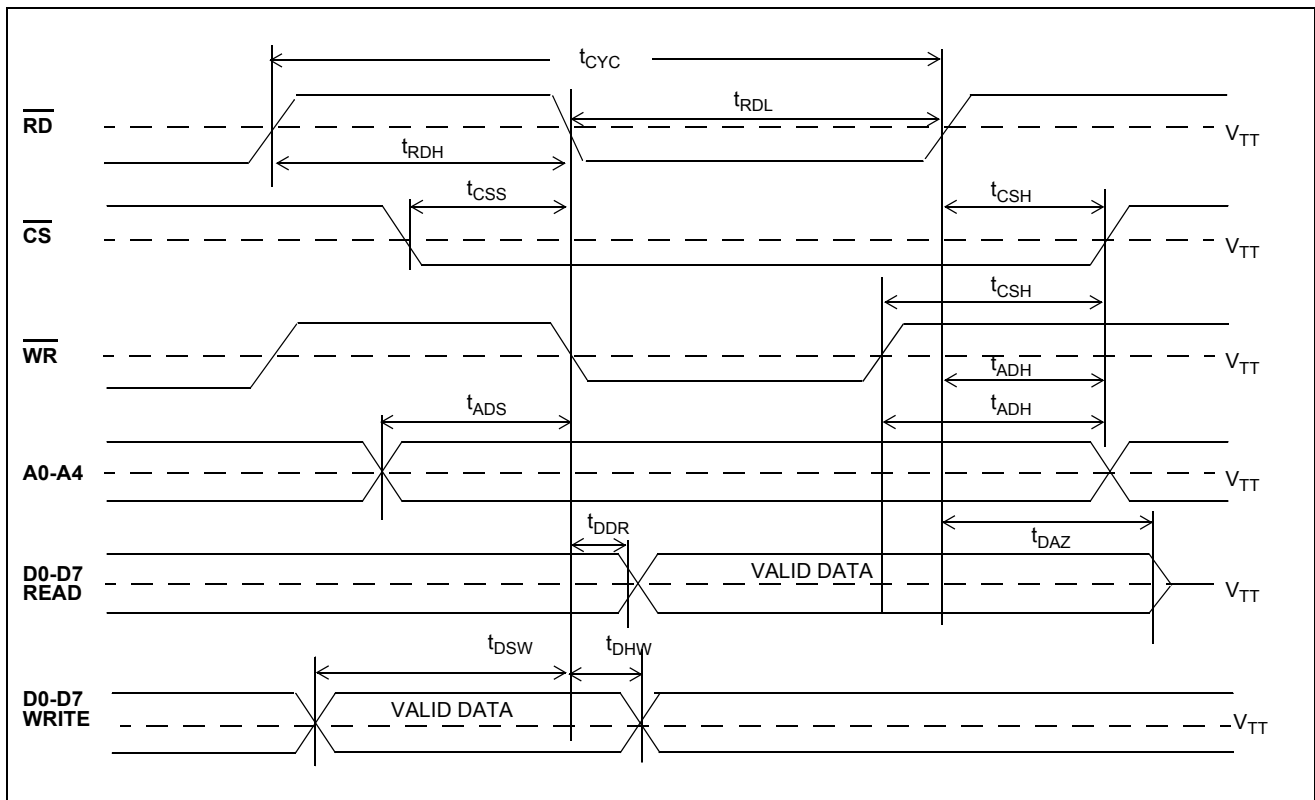 tCYC
RD
tRDL
VTT
tRDH
tCSS
tCSH
CS
VTT
tCSH
WR
VTT
tADH
tADS
tADH
A0-A4
VTT
tDDR
tDAZ
D0-D7
READ
VALID DATA
VTT
tDSW
tDHW
D0-D7
WRITE
VALID DATA
VTT